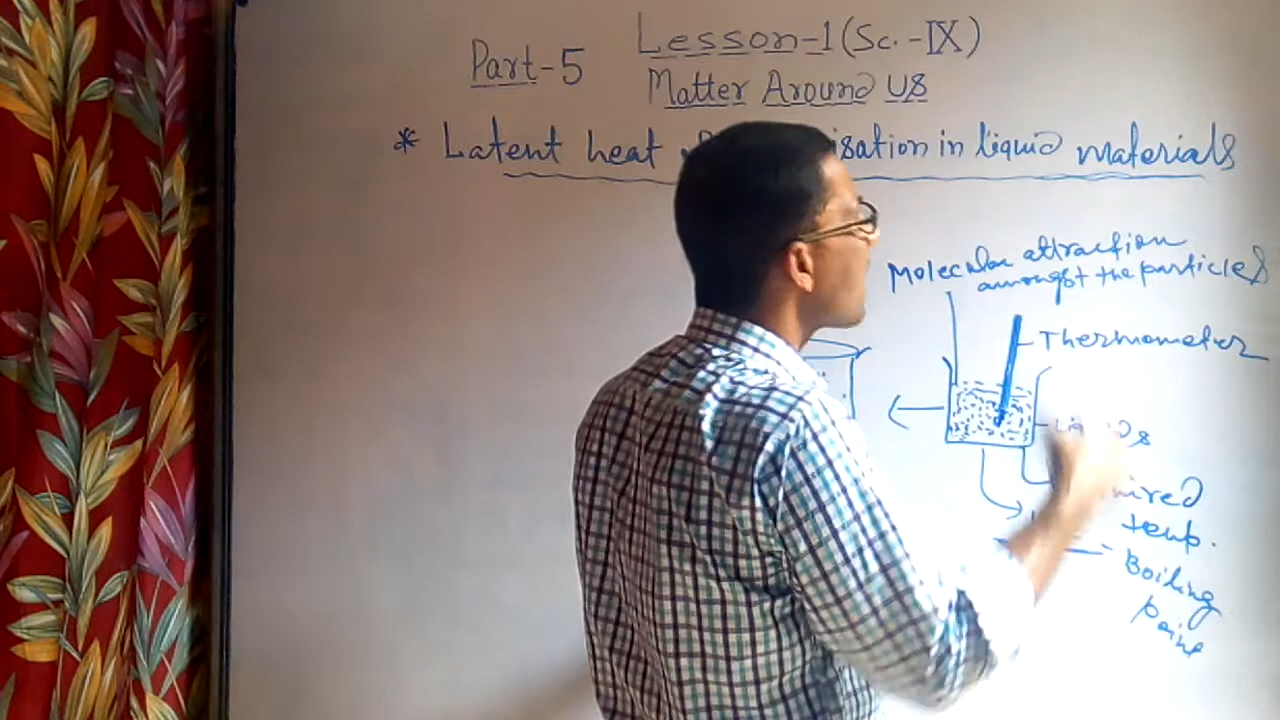 Part-5
Lesson-1 (Sc.-IX)
Matter Around us
* Latent heat isation in liquid materials
Molecular attraction
amongst the particles
Thermometer
temp.
Boiling